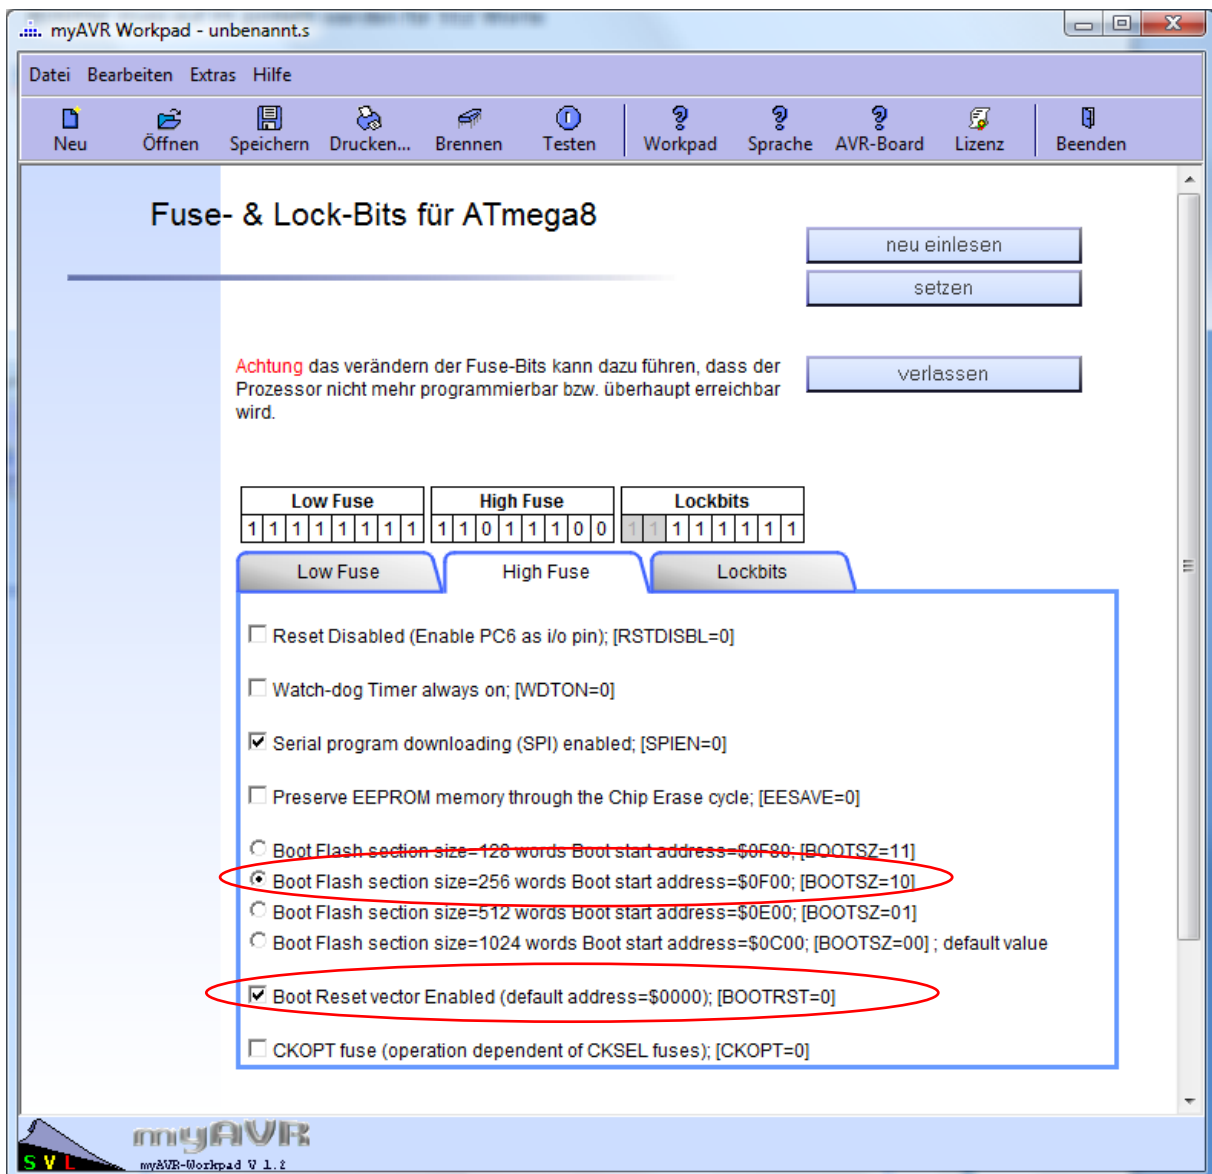 myAVR Workpad - unbenannt.s
Datei Bearbeiten Extras Hilfe
Neu Öffnen Speichern Drucken... Brennen Testen Workpad Sprache AVR-Board Lizenz Beenden
Fuse- & Lock-Bits für ATmega8
neu einlesen
setzen
Achtung das verändern der Fuse-Bits kann dazu führen, dass der
Prozessor nicht mehr programmierbar bzw. überhaupt erreichbar
wird.
verlassen
Low Fuse High Fuse Lockbits
1 1 1 1 1 1 1 1 1 1 0 1 1 1 0 0 1 1 1 1 1 1 1 1
Low Fuse High Fuse Lockbits
Reset Disabled (Enable PC6 as i/o pin); [RSTDISBL=0]
Watch-dog Timer always on; [WDTON=0]
Serial program downloading (SPI) enabled; [SPIEN=0]
Preserve EEPROM memory through the Chip Erase cycle; [EESAVE=0]
Boot Flash section size=128 words Boot start address=$0F80; [BOOTSZ=11]
Boot Flash section size=256 words Boot start address=$0F00; [BOOTSZ=10]
Boot Flash section size=512 words Boot start address=$0E00; [BOOTSZ=01]
Boot Flash section size=1024 words Boot start address=$0C00; [BOOTSZ=00] ; default value
Boot Reset vector Enabled (default address=$0000); [BOOTRST=0]
CKOPT fuse (operation dependent of CKSEL fuses); [CKOPT=0]
myAVR
S V L myAVR-Workpad V 1.2